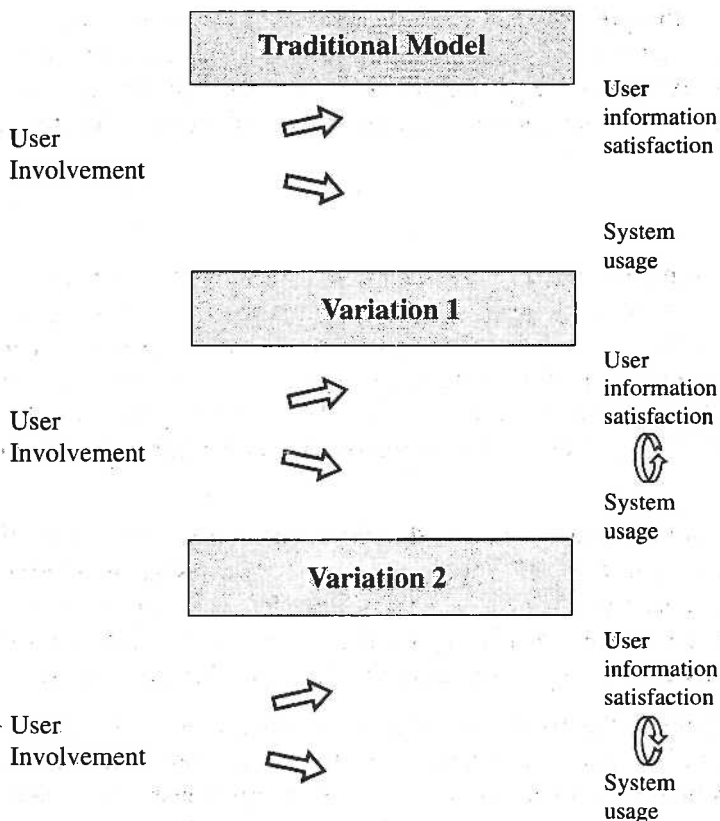 Traditional Model
User
Involvement
User
information
satisfaction
System
usage
Variation 1
User
Involvement
User
information
satisfaction
System
usage
Variation 2
User
Involvement
User
information
satisfaction
System
usage